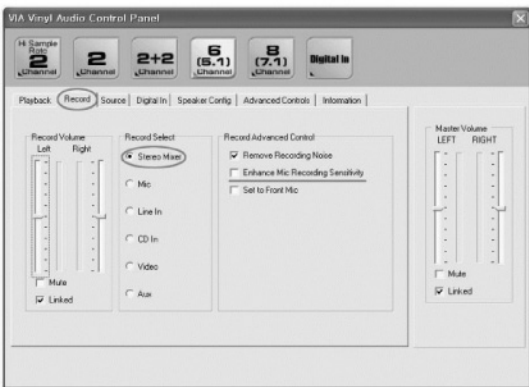 VIA Vinyl Audio Control Panel
Hi Sample
Rate
2
Channel
2
Channel
2+2
Channel
6
(5.1)
Channel
8
(7.1)
Channel
Digital In
Playback Record Source Digital In Speaker Config Advanced Controls Information
Record Volume
Left Right
Mute
Linked
Record Select
Stereo Mixer
Mic
Line In
CD In
Video
Aux
Record Advanced Control
Remove Recording Noise
Enhance Mic Recording Sensitivity
Set to Front Mic
Master Volume
LEFT RIGHT
Mute
Linked